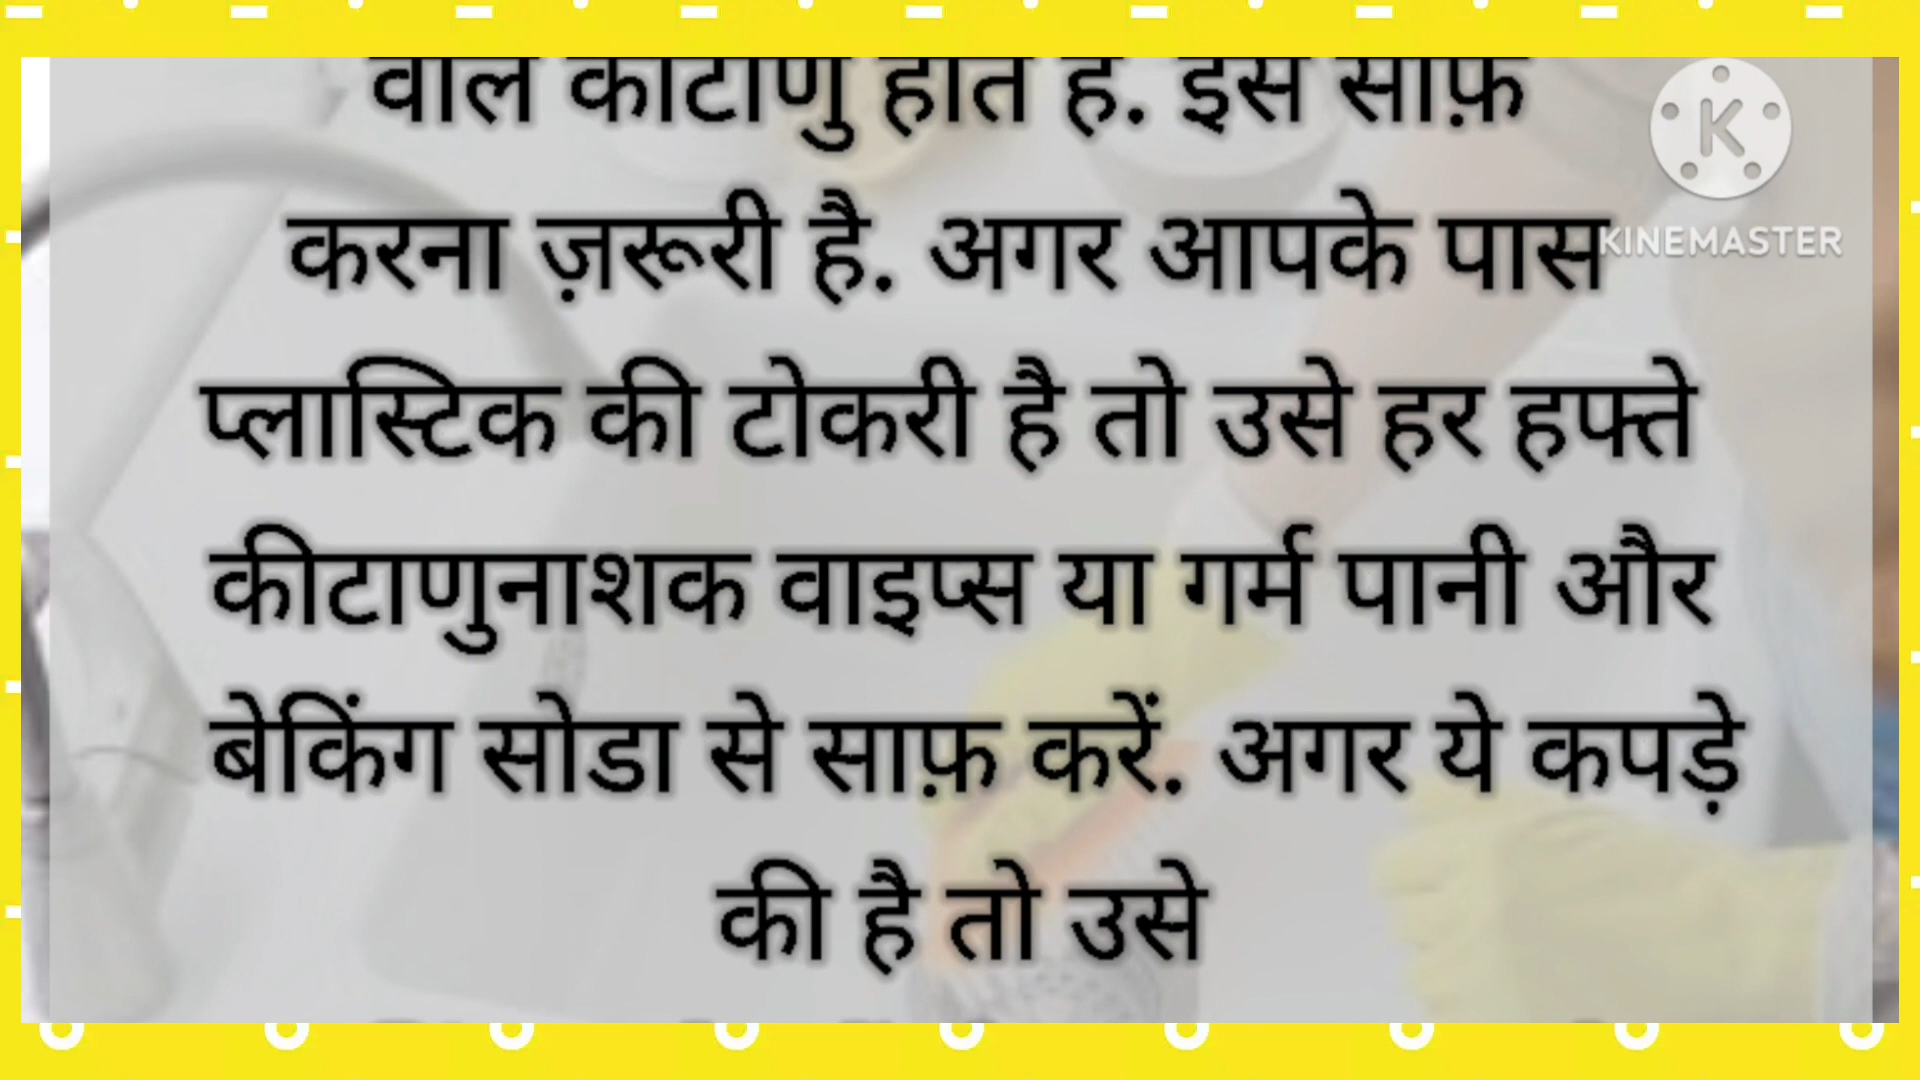 वाले कीटाणु होते हैं. इसे साफ़
करना ज़रूरी है. अगर आपके पास
KINEMASTER
प्लास्टिक की टोकरी है तो उसे हर हफ्ते
कीटाणुनाशक वाइप्स या गर्म पानी और
बेकिंग सोडा से साफ़ करें. अगर ये कपड़े
की है तो उसे